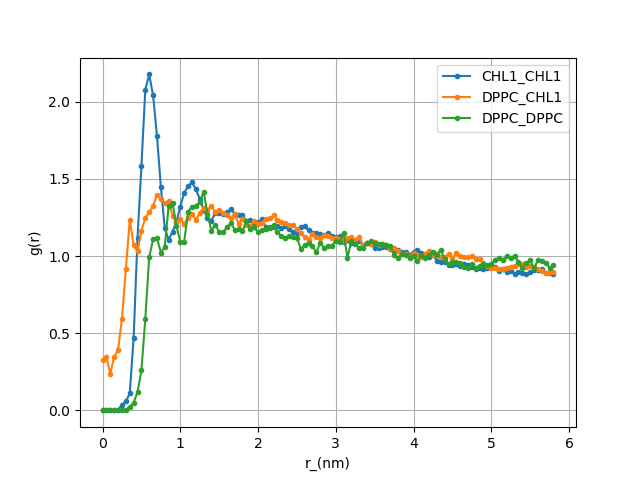 CHL1_CHL1
DPPC_CHL1
DPPC_DPPC
2.0
1.5
1.0
0.5
0.0
g(r)
0 1 2 3 4 5 6
r_(nm)